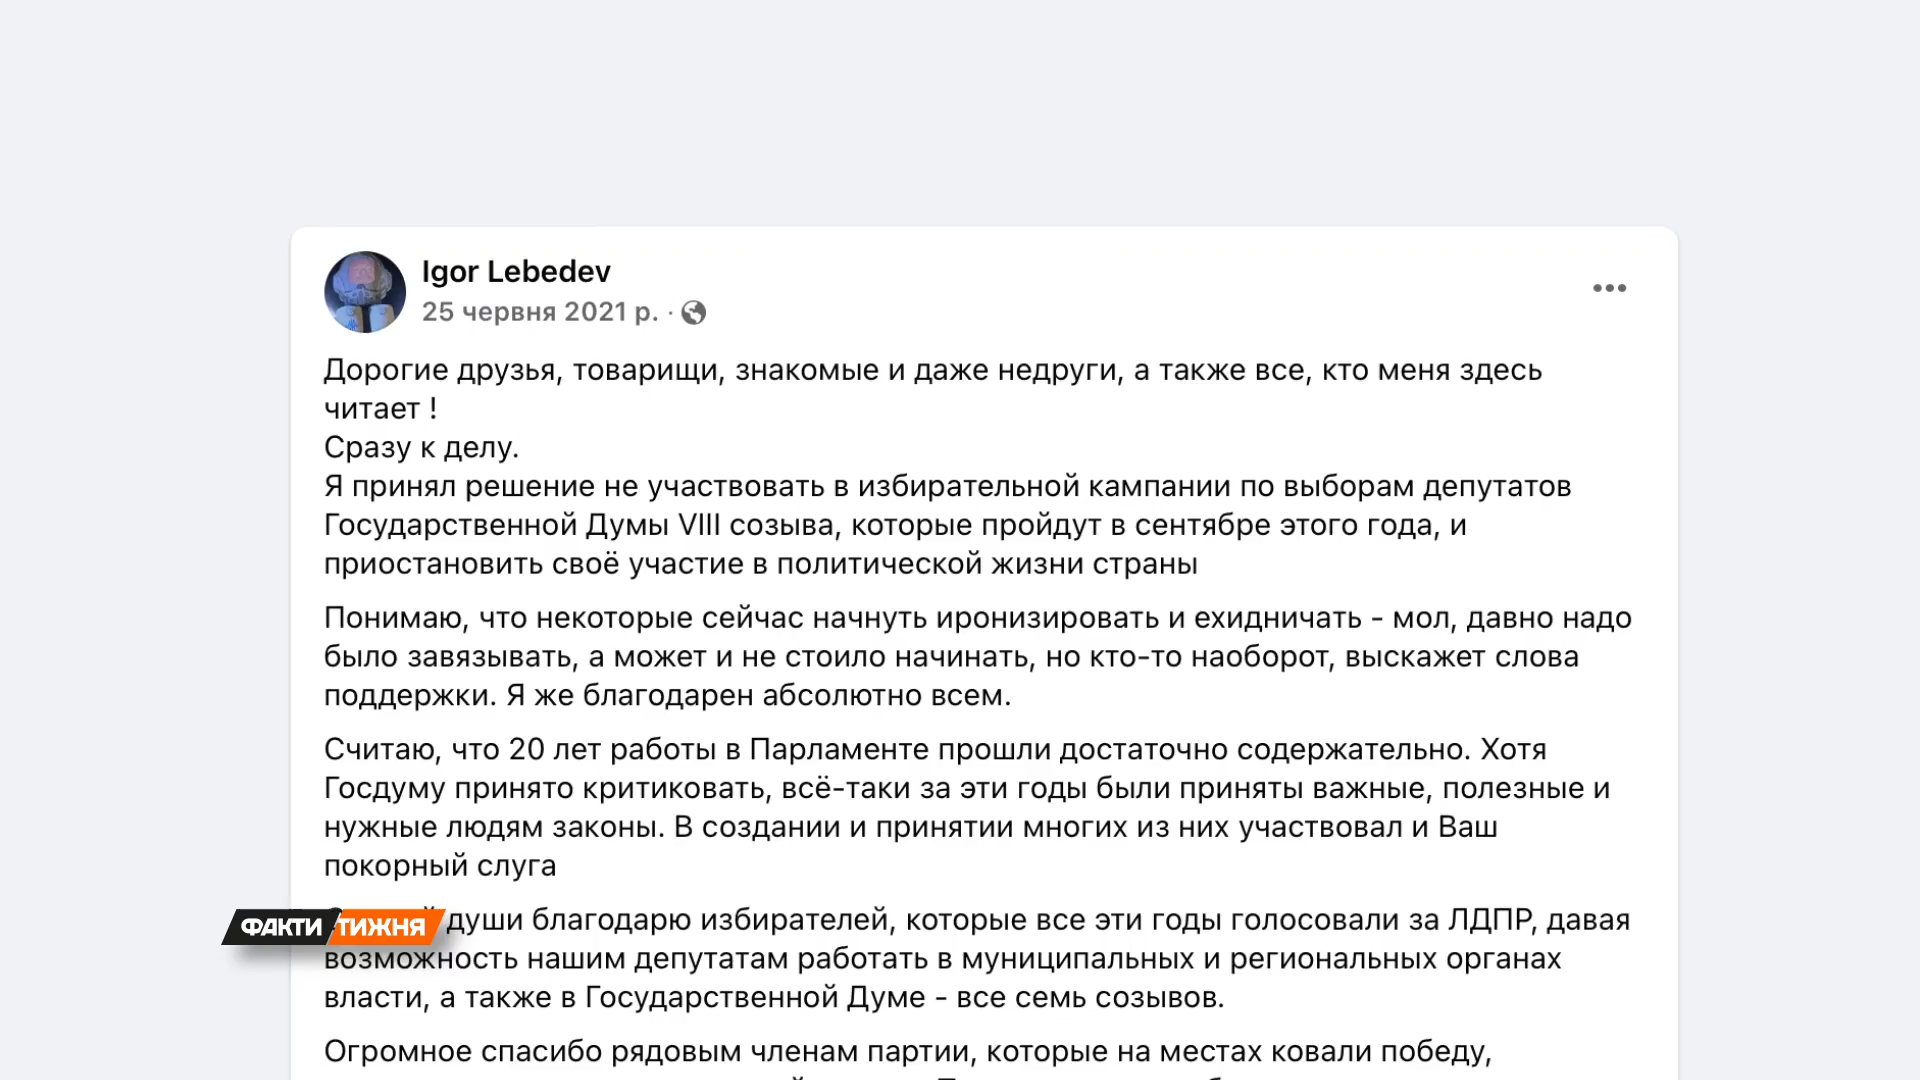 Igor Lebedev
25 червня 2021 р. ·
Дорогие друзья, товарищи, знакомые и даже недруги, а также все, кто меня здесь
читает !
Сразу к делу.
Я принял решение не участвовать в избирательной кампании по выборам депутатов
Государственной Думы VIII созыва, которые пройдут в сентябре этого года, и
приостановить своё участие в политической жизни страны
Понимаю, что некоторые сейчас начнуть иронизировать и ехидничать - мол, давно надо
было завязывать, а может и не стоило начинать, но кто-то наоборот, выскажет слова
поддержки. Я же благодарен абсолютно всем.
Считаю, что 20 лет работы в Парламенте прошли достаточно содержательно. Хотя
Госдуму принято критиковать, всё-таки за эти годы были приняты важные, полезные и
нужные людям законы. В создании и принятии многих из них участвовал и Ваш
покорный слуга
ФАКТИ ТИЖНЯ
души благодарю избирателей, которые все эти годы голосовали за ЛДПР, давая
возможность нашим депутатам работать в муниципальных и региональных органах
власти, а также в Государственной Думе - все семь созывов.
Огромное спасибо рядовым членам партии, которые на местах ковали победу,